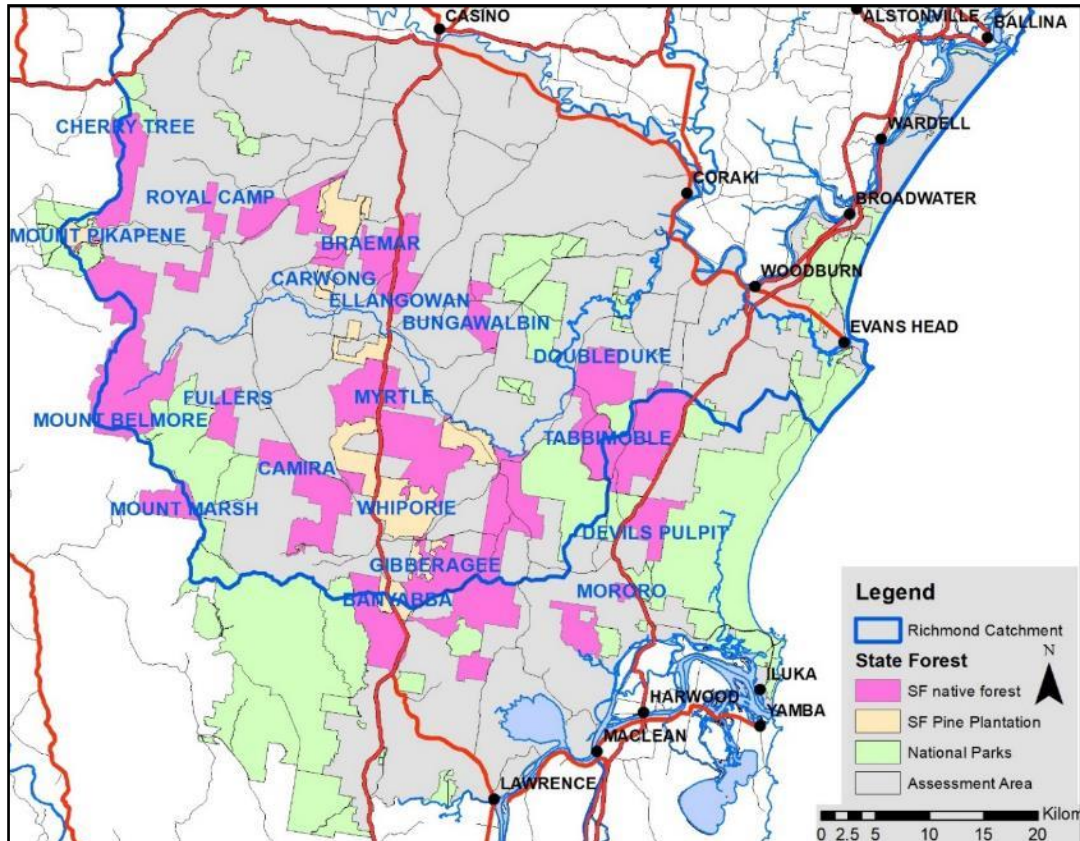 CASINO
ALSTONVILLE
BALLINA
CHERRY TREE
WARDELL
ROYAL CAMP
CORAKI
BROADWATER
MOUNT PIKAPENE
BRAEMAR
CARWONG
WOODBURN
ELLANGOWAN
BUNGAWALBIN
EVANS HEAD
DOUBLEDUKE
FULLERS
MYRTLE
MOUNT BELMORE
TABBIMOBLE
CAMIRA
MOUNT MARSH
WHIPORIE
DEVILS PULPIT
GIBBERAGEE
BANYABBA
MORORO
ILUKA
HARWOOD
YAMBA
MACLEAN
LAWRENCE
Legend
Richmond Catchment
State Forest
N
SF native forest
SF Pine Plantation
National Parks
Assessment Area
Kilom
0 2.5 5 10 15 20